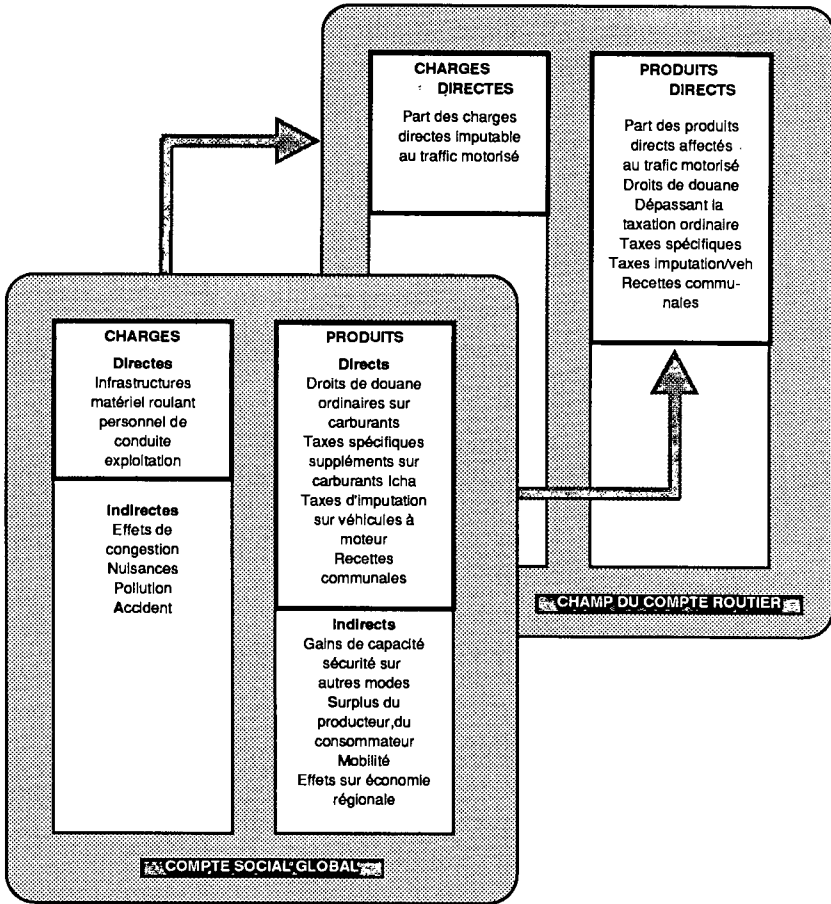 CHARGES
DIRECTES
Part des charges
directes imputable
au traffic motorisé
PRODUITS
DIRECTS
Part des produits
directs affectés
au trafic motorisé
Droits de douane
Dépassant la
taxation ordinaire
Taxes spécifiques
Taxes imputation/veh
Recettes commu-
nales
CHAMP DU COMPTE ROUTIER
CHARGES
Directes
Infrastructures
matériel roulant
personnel de
conduite
exploitation
Indirectes
Effets de
congestion
Nuisances
Pollution
Accident
PRODUITS
Directs
Droits de douane
ordinaires sur
carburants
Taxes spécifiques
suppléments sur
carburants Icha
Taxes d'imputation
sur véhicules à
moteur
Recettes
communales
Indirects
Gains de capacité
sécurité sur
autres modes
Surplus du
producteur,du
consommateur
Mobilité
Effets sur économie
régionale
COMPTE SOCIAL GLOBAL